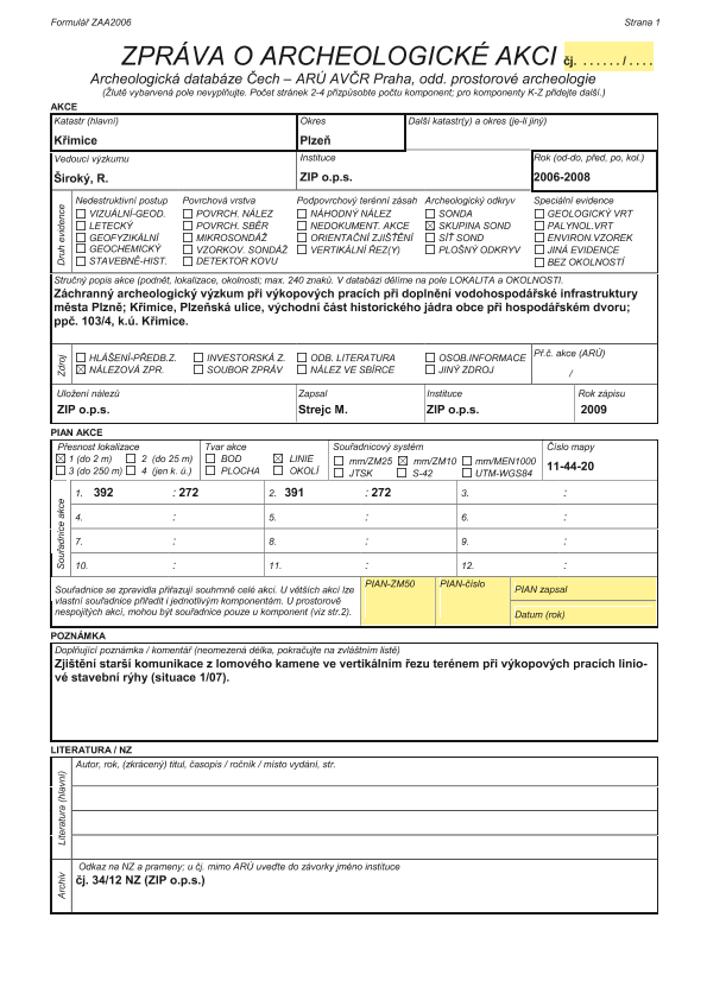 Formulář ZAA2006 Strana 1
ZPRÁVA O ARCHEOLOGICKÉ AKCI čj. . . . . . . / . . . .
Archeologická databáze Čech – ARÚ AVČR Praha, odd. prostorové archeologie
(Žlutě vybarvená pole nevyplňujte. Počet stránek 2-4 přizpůsobte počtu komponent; pro komponenty K-Z přidejte další.)
AKCE
Katastr (hlavní) Okres Další katastr(y) a okres (je-li jiný)
Křimice Plzeň
Vedoucí výzkumu Instituce Rok (od-do, před, po, kol.)
Široký, R. ZIP o.p.s. 2006-2008
Druh evidence
Nedestruktivní postup Povrchová vrstva Podpovrchový terénní zásah Archeologický odkryv Speciální evidence
☐ VIZUÁLNÍ-GEOD. ☐ POVRCH. NÁLEZ ☐ NÁHODNÝ NÁLEZ ☐ SONDA ☐ GEOLOGICKÝ VRT
☐ LETECKÝ ☐ POVRCH. SBĚR ☐ NEDOKUMENT. AKCE ☒ SKUPINA SOND ☐ PALYNOL.VRT
☐ GEOFYZIKÁLNÍ ☐ MIKROSONDÁŽ ☐ ORIENTAČNÍ ZJIŠTĚNÍ ☐ SÍŤ SOND ☐ ENVIRON.VZOREK
☐ GEOCHEMICKÝ ☐ VZORKOV. SONDÁŽ ☐ VERTIKÁLNÍ ŘEZ(Y) ☐ PLOŠNÝ ODKRYV ☐ JINÁ EVIDENCE
☐ STAVEBNĚ-HIST. ☐ DETEKTOR KOVU ☐ BEZ OKOLNOSTÍ
Stručný popis akce (podnět, lokalizace, okolnosti; max. 240 znaků. V databázi dělíme na pole LOKALITA a OKOLNOSTI.
Záchranný archeologický výzkum při výkopových pracích při doplnění vodohospodářské infrastruktury
města Plzně; Křimice, Plzeňská ulice, východní část historického jádra obce při hospodářském dvoru;
ppč. 103/4, k.ú. Křimice.
Zdroj
☐ HLÁŠENÍ-PŘEDB.Z. ☐ INVESTORSKÁ Z. ☐ ODB. LITERATURA ☐ OSOB.INFORMACE Př.č. akce (ARÚ)
☒ NÁLEZOVÁ ZPR. ☐ SOUBOR ZPRÁV ☐ NÁLEZ VE SBÍRCE ☐ JINÝ ZDROJ /
Uložení nálezů Zapsal Instituce Rok zápisu
ZIP o.p.s. Strejc M. ZIP o.p.s. 2009
PIAN AKCE
Přesnost lokalizace Tvar akce Souřadnicový systém Číslo mapy
☒ 1 (do 2 m) ☐ 2 (do 25 m) ☐ BOD ☒ LINIE ☐ mm/ZM25 ☒ mm/ZM10 ☐ mm/MEN1000 11-44-20
☐ 3 (do 250 m) ☐ 4 (jen k. ú.) ☐ PLOCHA ☐ OKOLÍ ☐ JTSK ☐ S-42 ☐ UTM-WGS84
Souřadnice akce
1. 392 : 272 2. 391 : 272 3. :
4. : 5. : 6. :
7. : 8. : 9. :
10. : 11. : 12. :
Souřadnice se zpravidla přiřazují souhrnně celé akci. U větších akcí lze PIAN-ZM50 PIAN-číslo PIAN zapsal
vlastní souřadnice přiřadit i jednotlivým komponentám. U prostorově
nespojitých akcí, mohou být souřadnice pouze u komponent (viz str.2). Datum (rok)
POZNÁMKA
Doplňující poznámka / komentář (neomezená délka, pokračujte na zvláštním listě)
Zjištění starší komunikace z lomového kamene ve vertikálním řezu terénem při výkopových pracích linio-
vé stavební rýhy (situace 1/07).
LITERATURA / NZ
Literatura (hlavní)
Autor, rok, (zkrácený) titul, časopis / ročník / místo vydání, str.
Archiv
Odkaz na NZ a prameny; u čj. mimo ARÚ uveďte do závorky jméno instituce
čj. 34/12 NZ (ZIP o.p.s.)